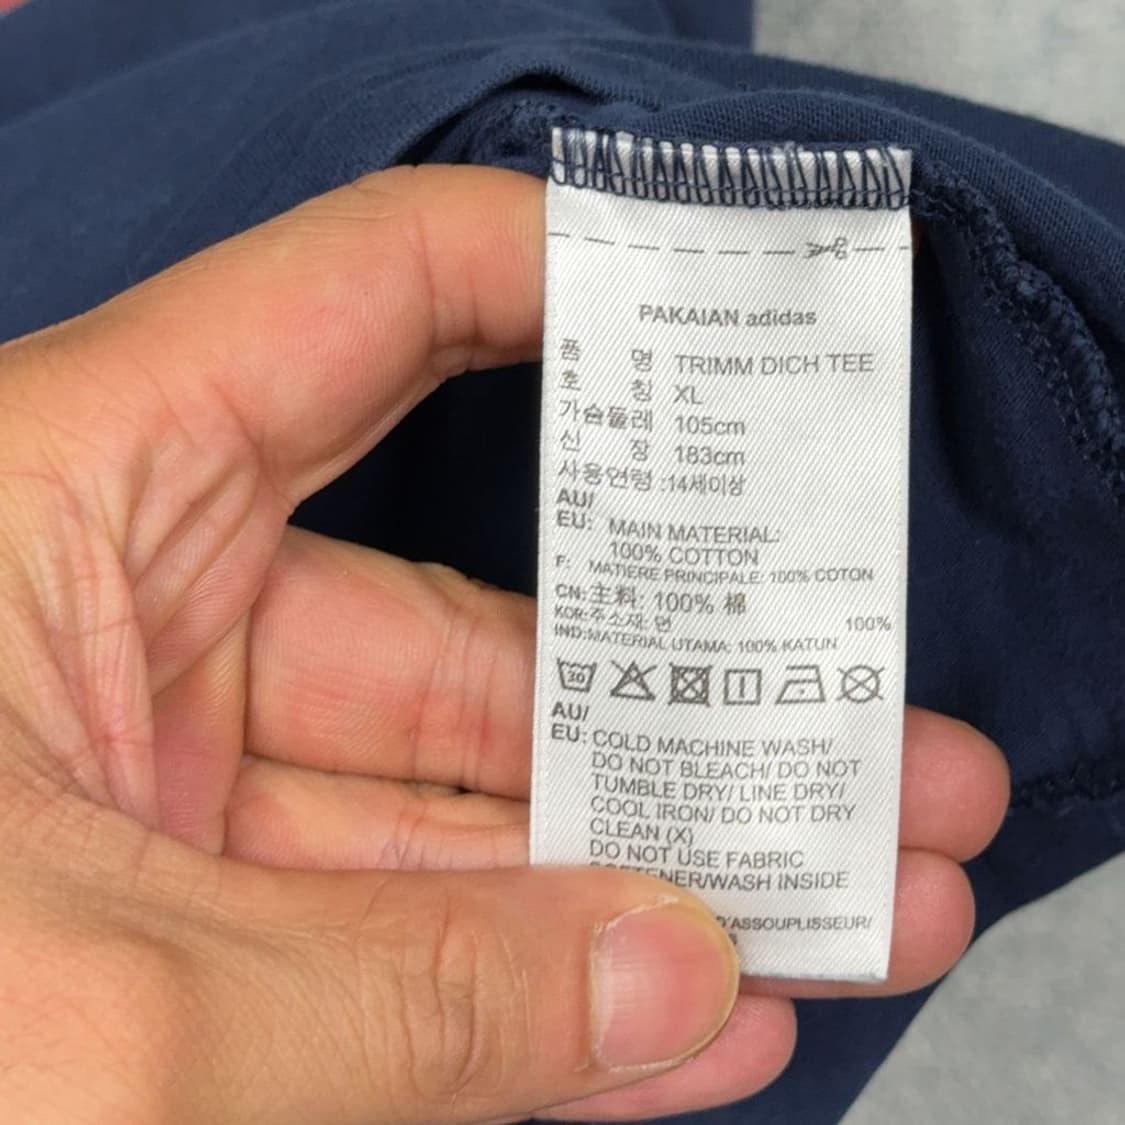 PAKAIAN adidas
품 명 TRIMM DICH TEE
호 칭 XL
가슴둘레 105cm
신 장 183cm
사용연령 :14세이상
AU/
EU: MAIN MATERIAL:
100% COTTON
F: MATIERE PRINCIPALE: 100% COTON
CN:主料: 100% 棉
KOR:주소재: 면 100%
IND:MATERIAL UTAMA: 100% KATUN
30
AU/
EU: COLD MACHINE WASH/
DO NOT BLEACH/ DO NOT
TUMBLE DRY/ LINE DRY/
COOL IRON/ DO NOT DRY
CLEAN (X)
DO NOT USE FABRIC
SOFTENER/WASH INSIDE
D'ASSOUPLISSEUR/